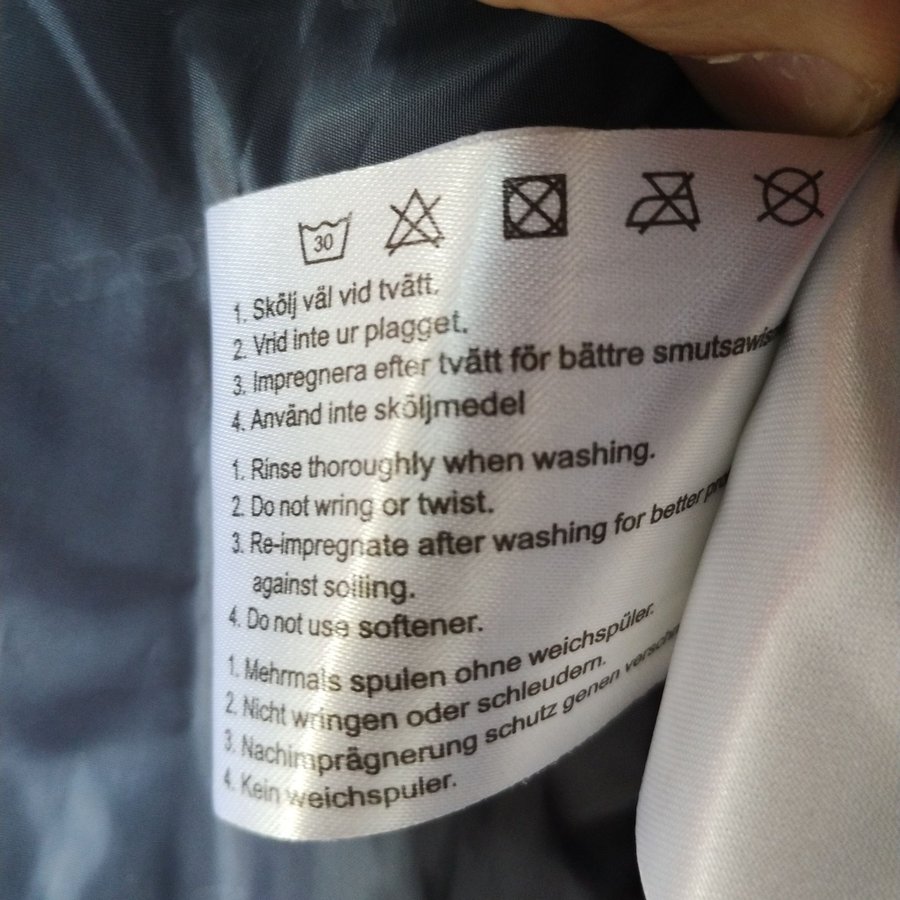 30
1. Skölj väl vid tvätt.
2. Vrid inte ur plagget.
3. Impregnera efter tvätt för bättre
4. Använd inte sköljmedel
1. Rinse thoroughly when washing.
2. Do not wring or twist.
3. Re-impregnate after washing for better
against soiling.
4. Do not use softener.
1. Mehrmals spulen ohne weichspüler.
2. Nicht wringen oder schleudern.
3. Nachimprägnerung schutz genen
4. Kein weichspuler.